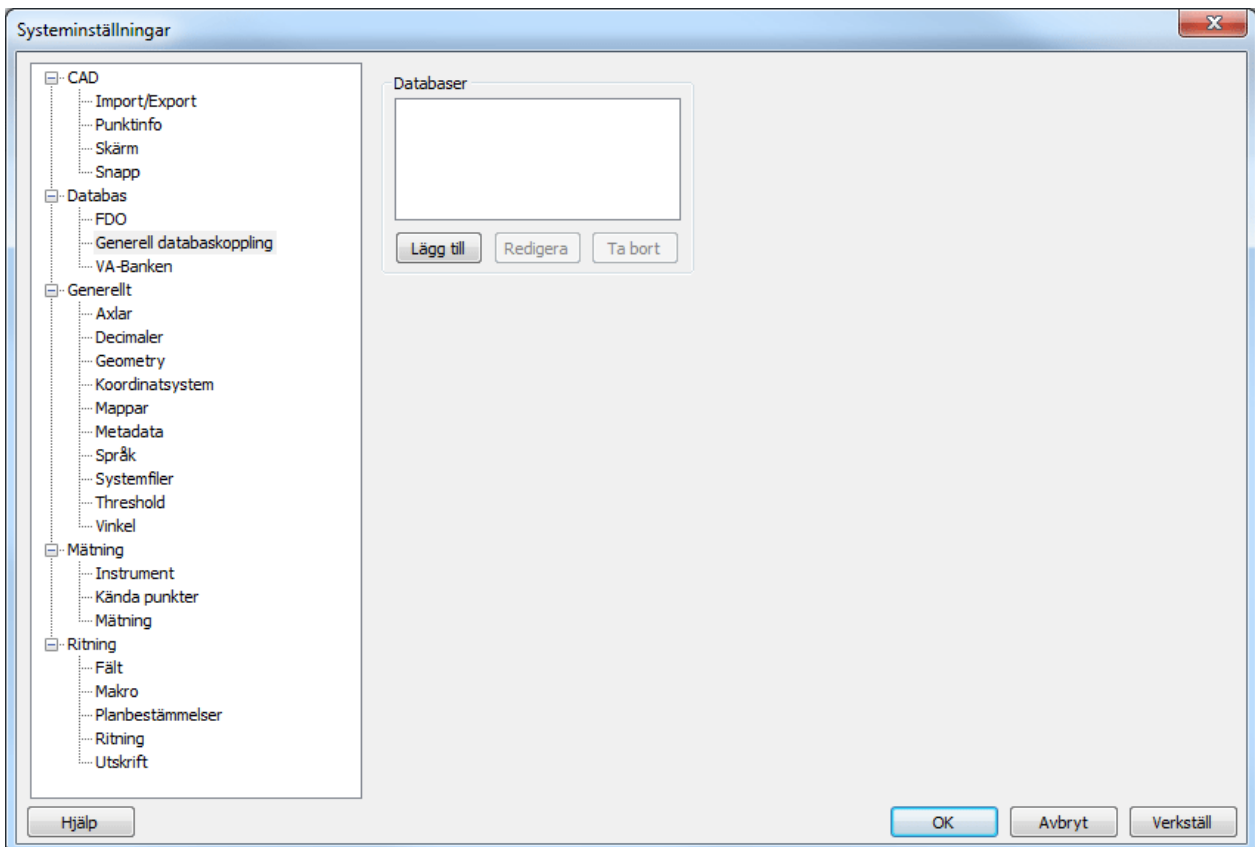 Systeminställningar
CAD
Import/Export
Punktinfo
Skärm
Snapp
Databas
FDO
Generell databaskoppling
VA-Banken
Generellt
Axlar
Decimaler
Geometry
Koordinatsystem
Mappar
Metadata
Språk
Systemfiler
Threshold
Vinkel
Mätning
Instrument
Kända punkter
Mätning
Ritning
Fält
Makro
Planbestämmelser
Ritning
Utskrift
Databaser
Lägg till Redigera Ta bort
Hjälp OK Avbryt Verkställ